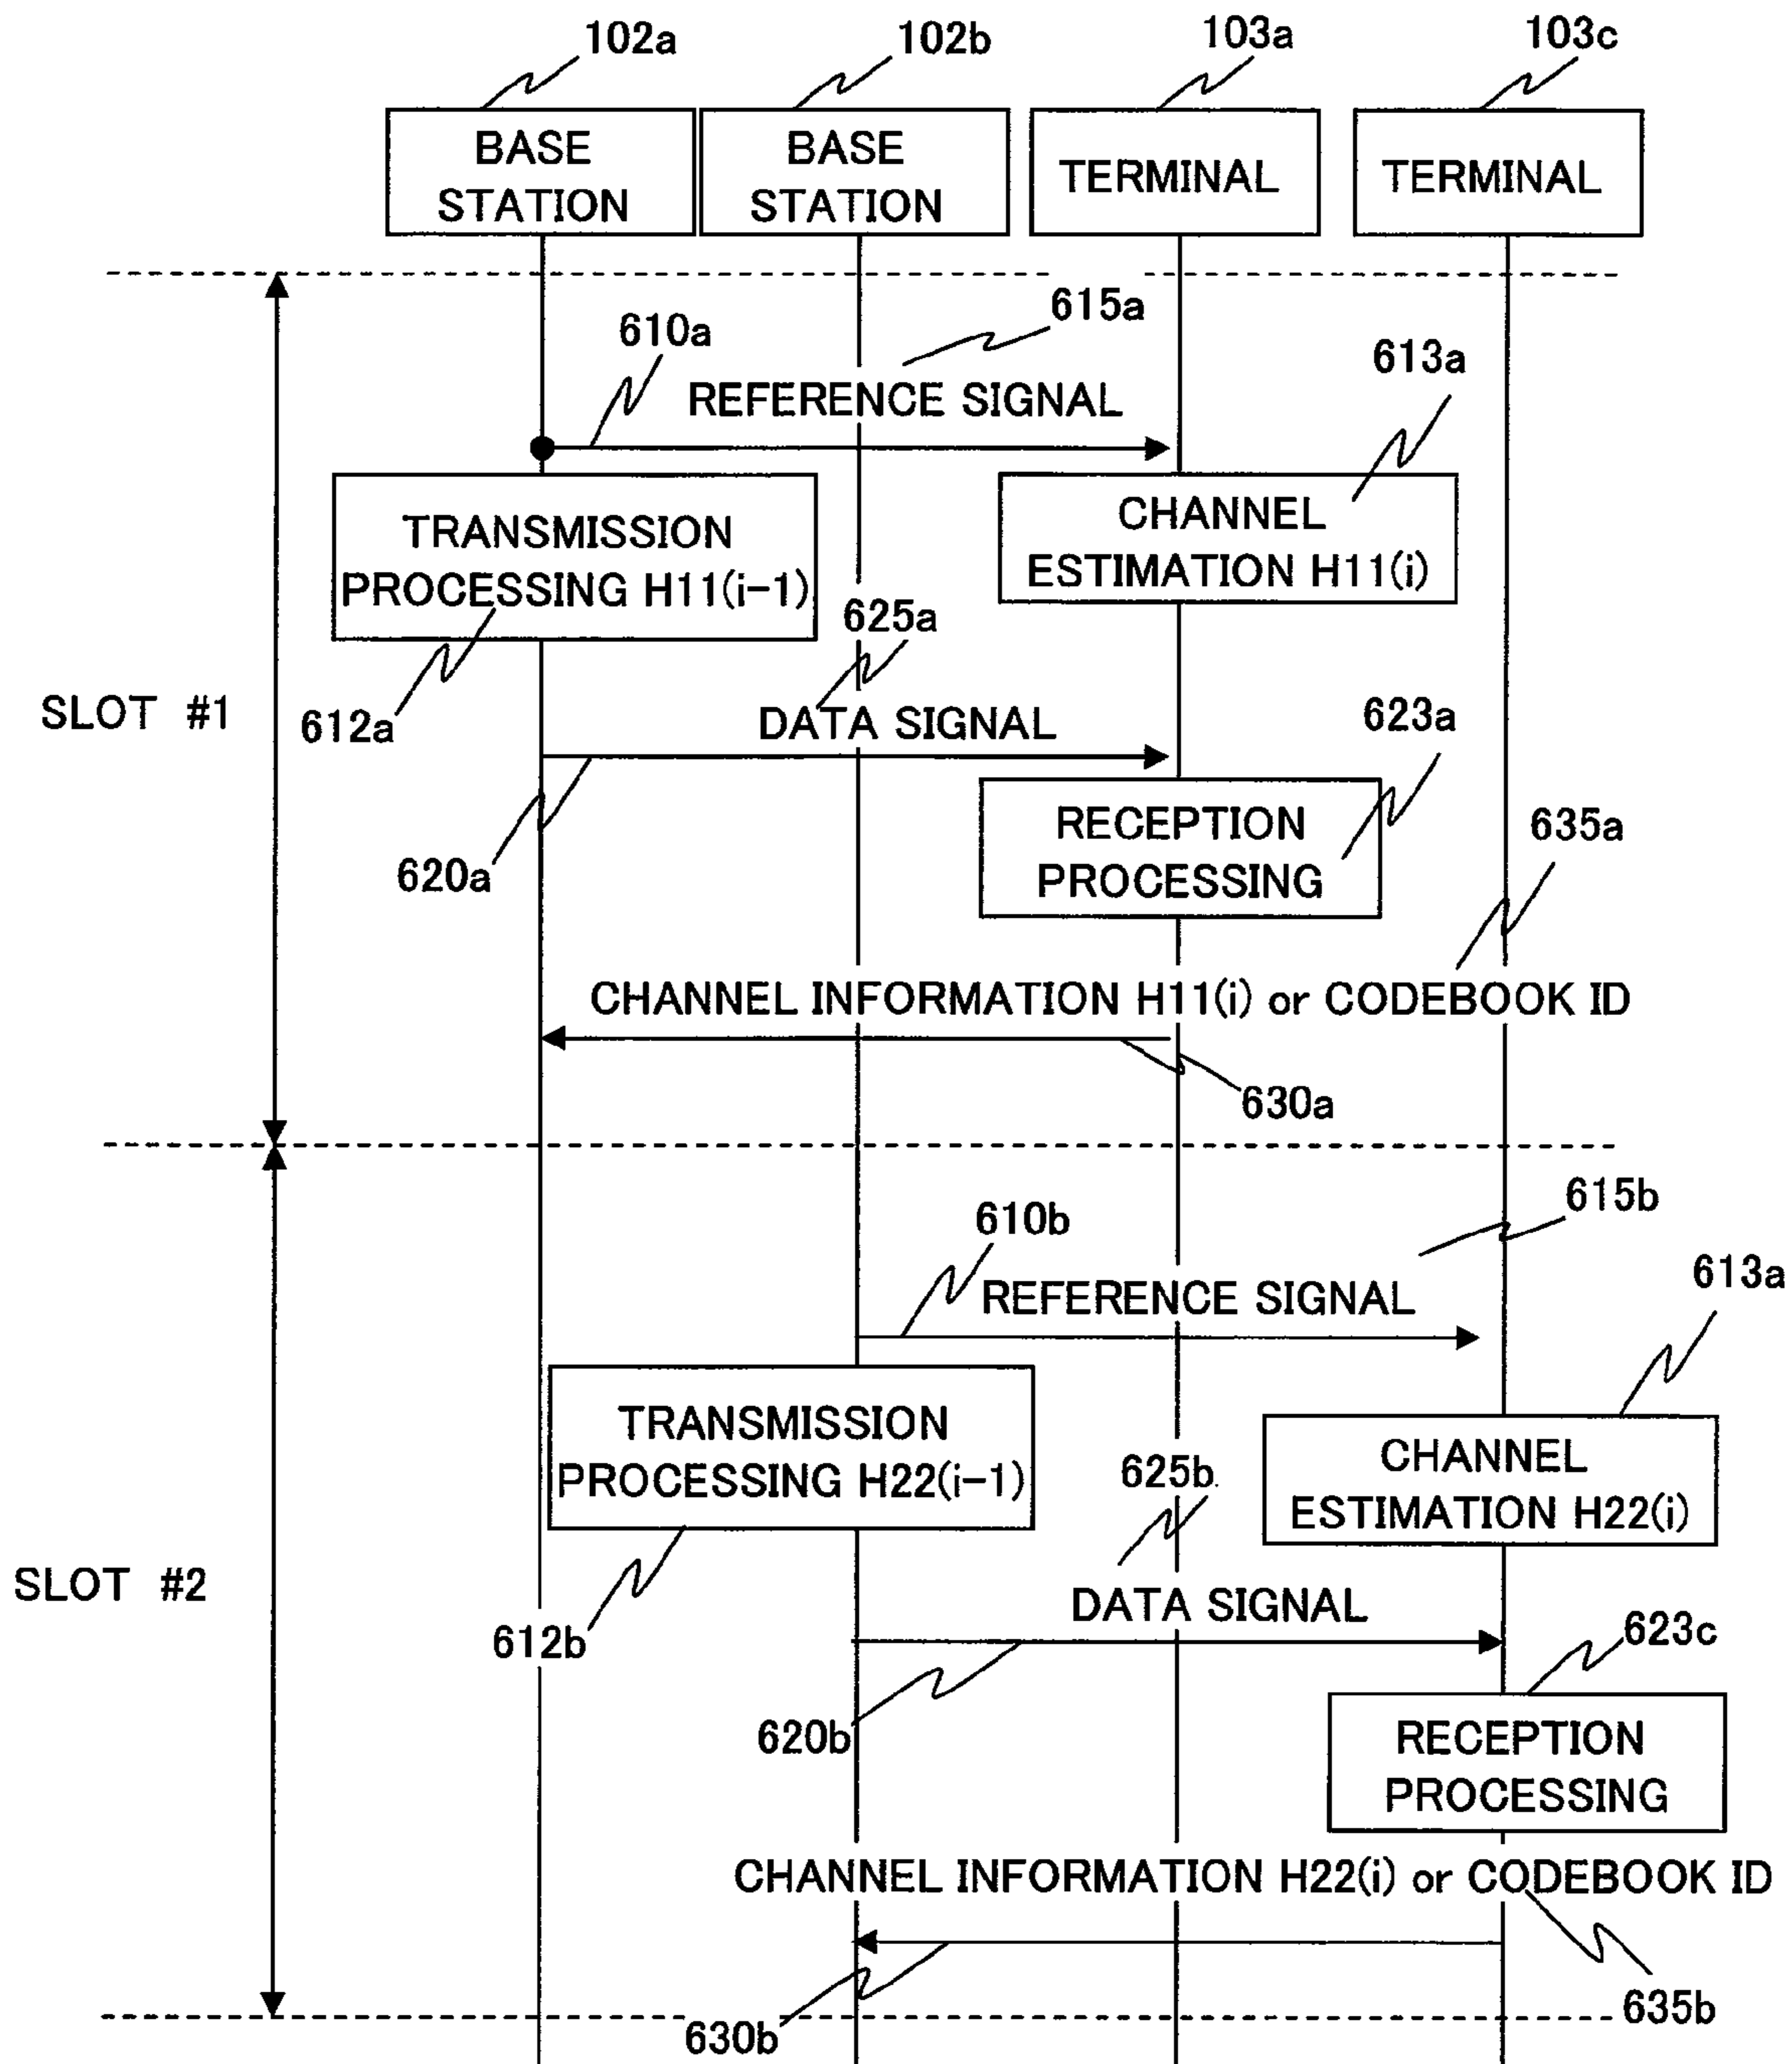 102a
102b
103a
103c
BASE
STATION
BASE
STATION
TERMINAL
TERMINAL
615a
610a
613a
REFERENCE SIGNAL
CHANNEL
ESTIMATION H11(i)
TRANSMISSION
PROCESSING H11(i-1)
625a
SLOT #1
612a
DATA SIGNAL
623a
RECEPTION
PROCESSING
635a
620a
CHANNEL INFORMATION H11(i) or CODEBOOK ID
630a
615b
610b
613a
REFERENCE SIGNAL
TRANSMISSION
PROCESSING H22(i-1)
CHANNEL
ESTIMATION H22(i)
625b
SLOT #2
DATA SIGNAL
612b
623c
620b
RECEPTION
PROCESSING
CHANNEL INFORMATION H22(i) or CODEBOOK ID
630b
635b